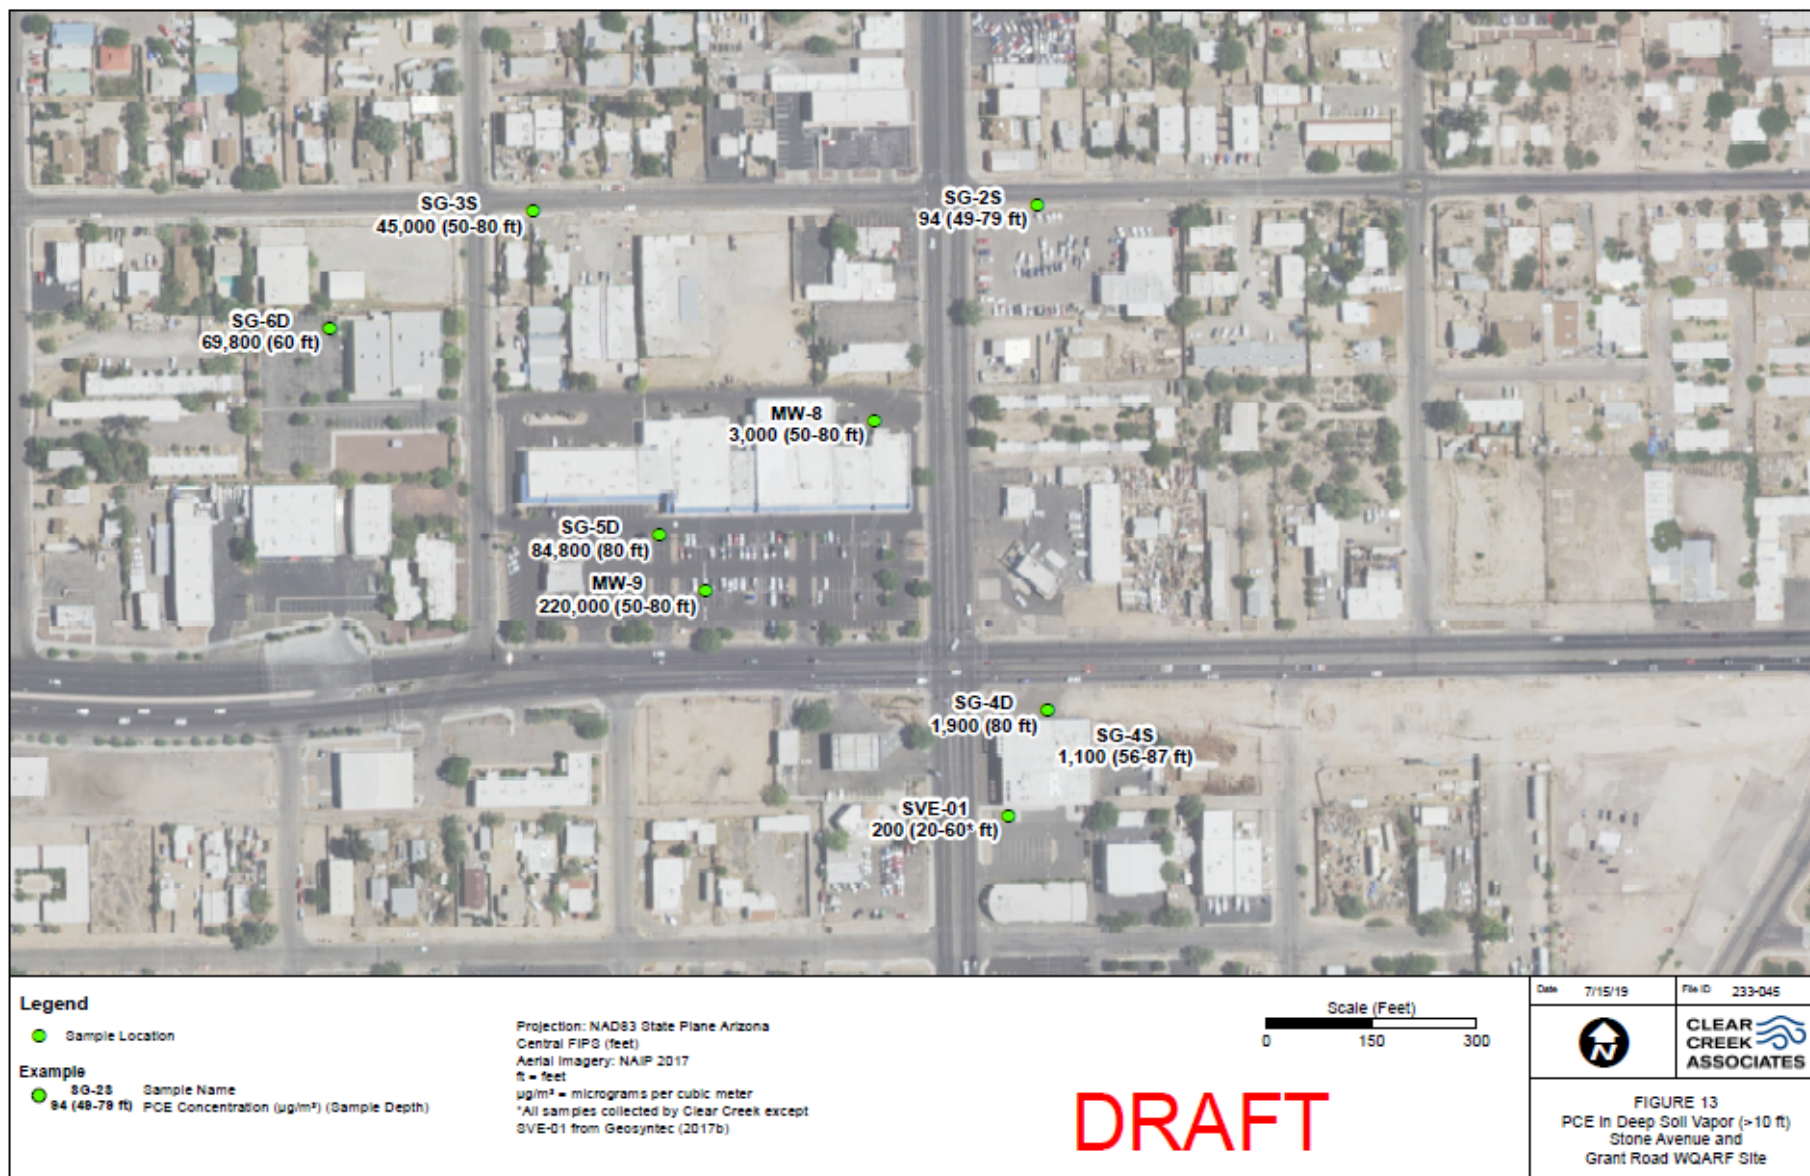 SG-3S
45,000 (50-80 ft)
SG-2S
94 (49-79 ft)
SG-6D
69,800 (60 ft)
MW-8
3,000 (50-80 ft)
SG-5D
84,800 (80 ft)
MW-9
220,000 (50-80 ft)
SG-4D
1,900 (80 ft)
SG-4S
1,100 (56-87 ft)
SVE-01
200 (20-60* ft)
Legend
Sample Location
Example
SG-2S Sample Name
94 (49-79 ft) PCE Concentration (µg/m³) (Sample Depth)
Projection: NAD83 State Plane Arizona
Central FIPS (feet)
Aerial Imagery: NAIP 2017
ft = feet
µg/m³ = micrograms per cubic meter
*All samples collected by Clear Creek except
SVE-01 from Geosyntec (2017b)
Scale (Feet)
0 150 300
DRAFT
Date 7/15/19
File ID 233-045
N
CLEAR
CREEK
ASSOCIATES
FIGURE 13
PCE in Deep Soil Vapor (>10 ft)
Stone Avenue and
Grant Road WQARF Site